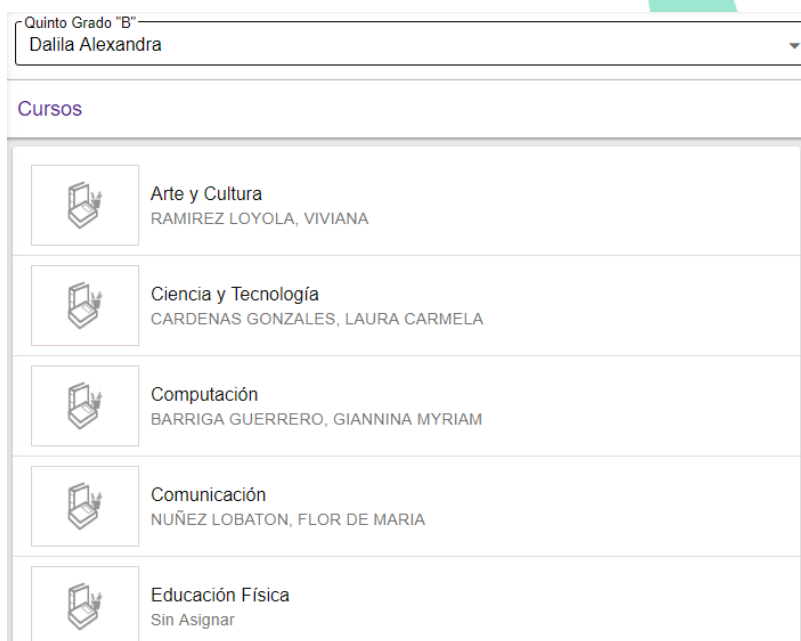 Quinto Grado "B"
Dalila Alexandra
Cursos
Arte y Cultura
RAMIREZ LOYOLA, VIVIANA
Ciencia y Tecnología
CARDENAS GONZALES, LAURA CARMELA
Computación
BARRIGA GUERRERO, GIANNINA MYRIAM
Comunicación
NUÑEZ LOBATON, FLOR DE MARIA
Educación Física
Sin Asignar